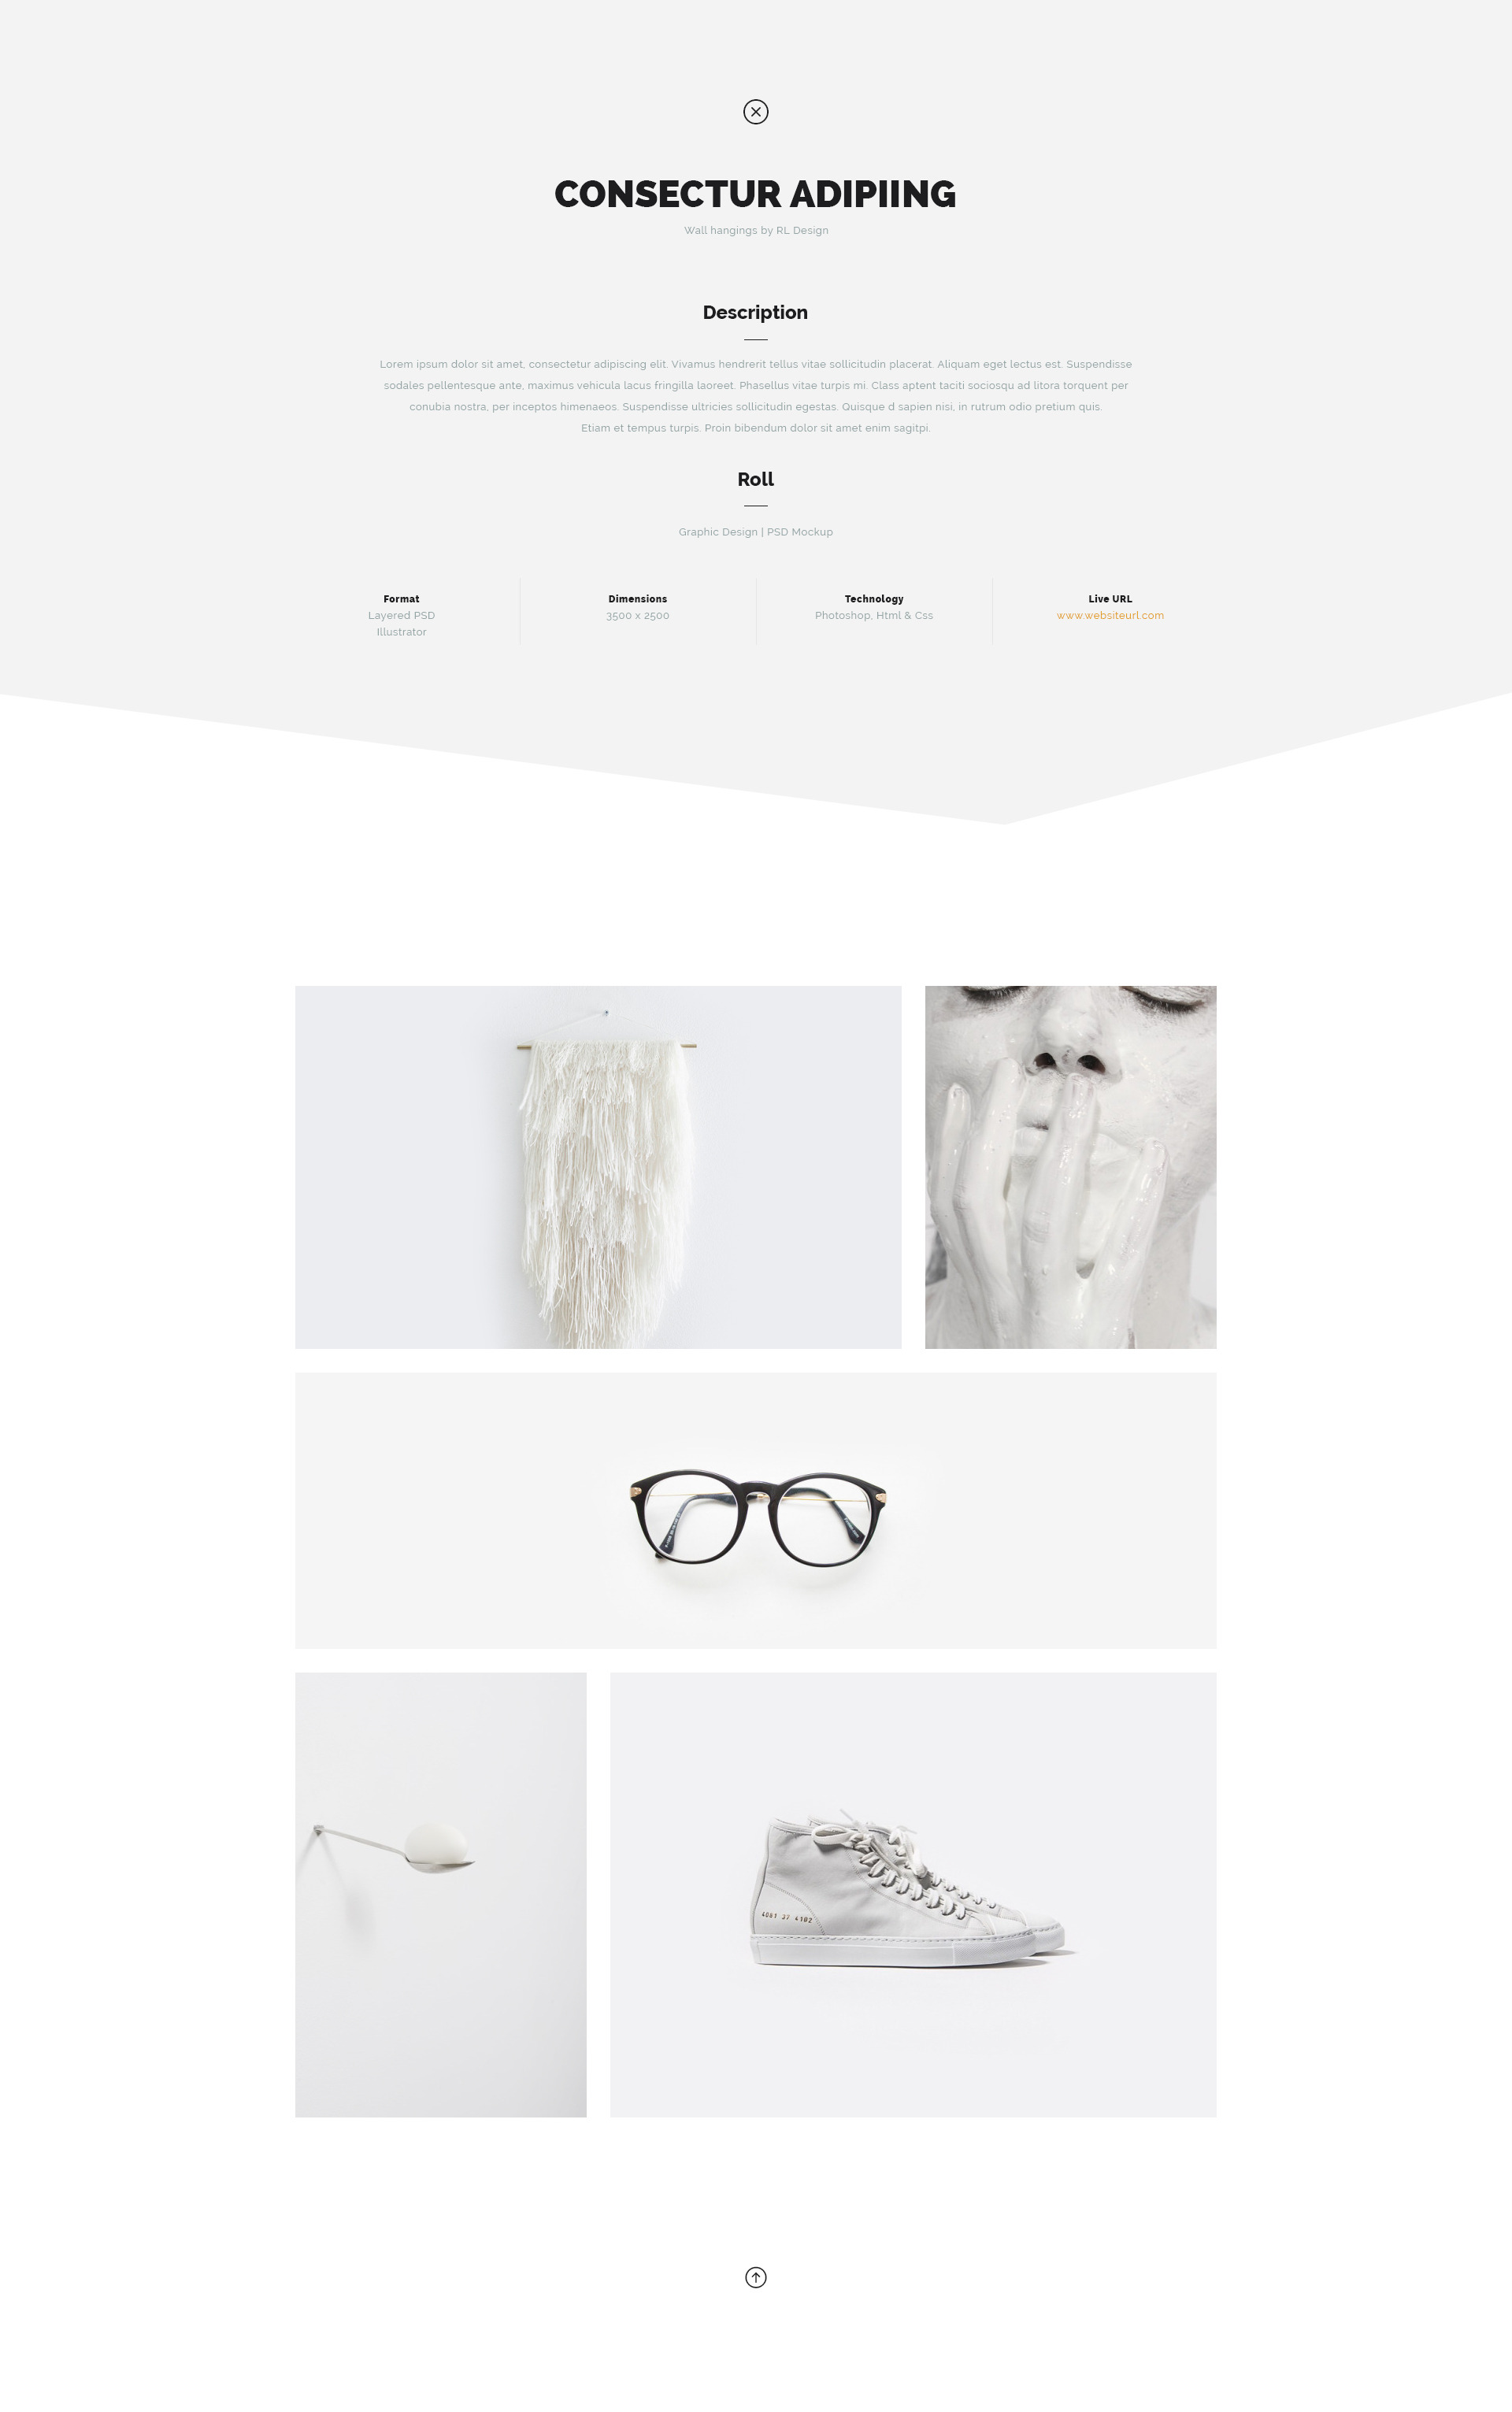 CONSECTUR ADIPIING
Wall hangings by RL Design
Description
Lorem ipsum dolor sit amet, consectetur adipiscing elit. Vivamus hendrerit tellus vitae sollicitudin placerat. Aliquam eget lectus est. Suspendisse
sodales pellentesque ante, maximus vehicula lacus fringilla laoreet. Phasellus vitae turpis mi. Class aptent taciti sociosqu ad litora torquent per
conubia nostra, per inceptos himenaeos. Suspendisse ultricies sollicitudin egestas. Quisque d sapien nisi, in rutrum odio pretium quis.
Etiam et tempus turpis. Proin bibendum dolor sit amet enim sagitpi.
Roll
Graphic Design | PSD Mockup
Format
Layered PSD
Illustrator
Dimensions
3500 x 2500
Technology
Photoshop, Html & Css
Live URL
www.websiteurl.com
4081 37 4102